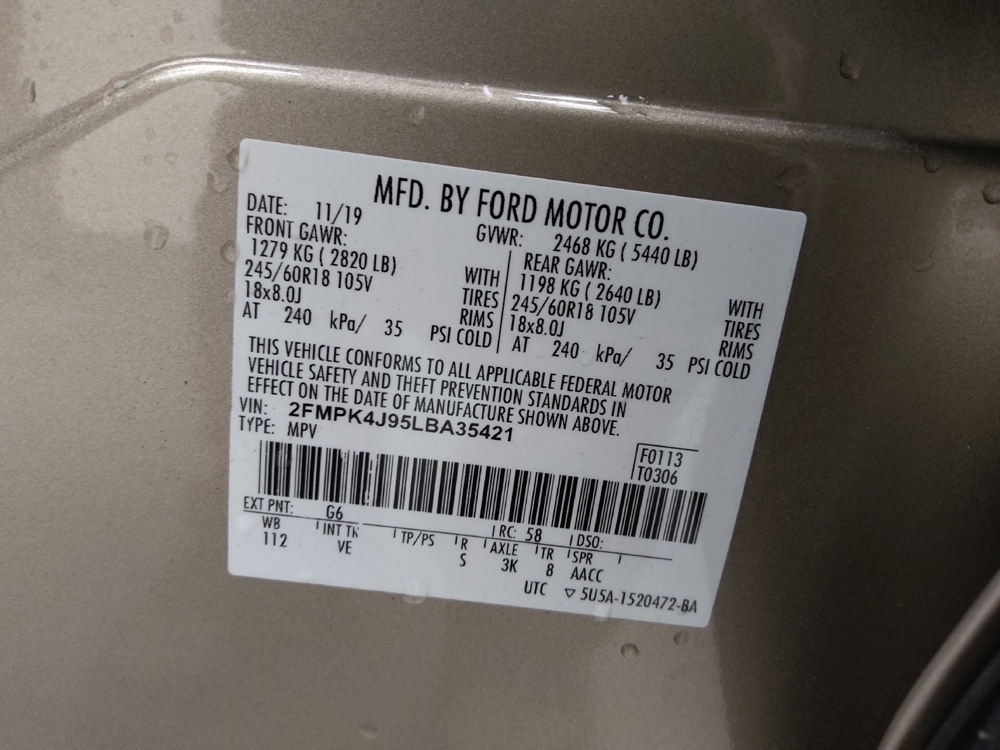 MFD. BY FORD MOTOR CO.
DATE: 11/19 GVWR: 2468 KG ( 5440 LB)
FRONT GAWR: REAR GAWR:
1279 KG ( 2820 LB) WITH 1198 KG ( 2640 LB) WITH
245/60R18 105V TIRES 245/60R18 105V TIRES
18x8.0J RIMS 18x8.0J RIMS
AT 240 kPa/ 35 PSI COLD AT 240 kPa/ 35 PSI COLD
THIS VEHICLE CONFORMS TO ALL APPLICABLE FEDERAL MOTOR
VEHICLE SAFETY AND THEFT PREVENTION STANDARDS IN
EFFECT ON THE DATE OF MANUFACTURE SHOWN ABOVE.
VIN: 2FMPK4J95LBA35421
TYPE: MPV
F0113
T0306
EXT PNT: G6 RC: 58 DSO:
WB INT TR TP/PS R AXLE TR SPR
112 VE S 3K 8 AACC
UTC ▽ 5U5A-1520472-BA